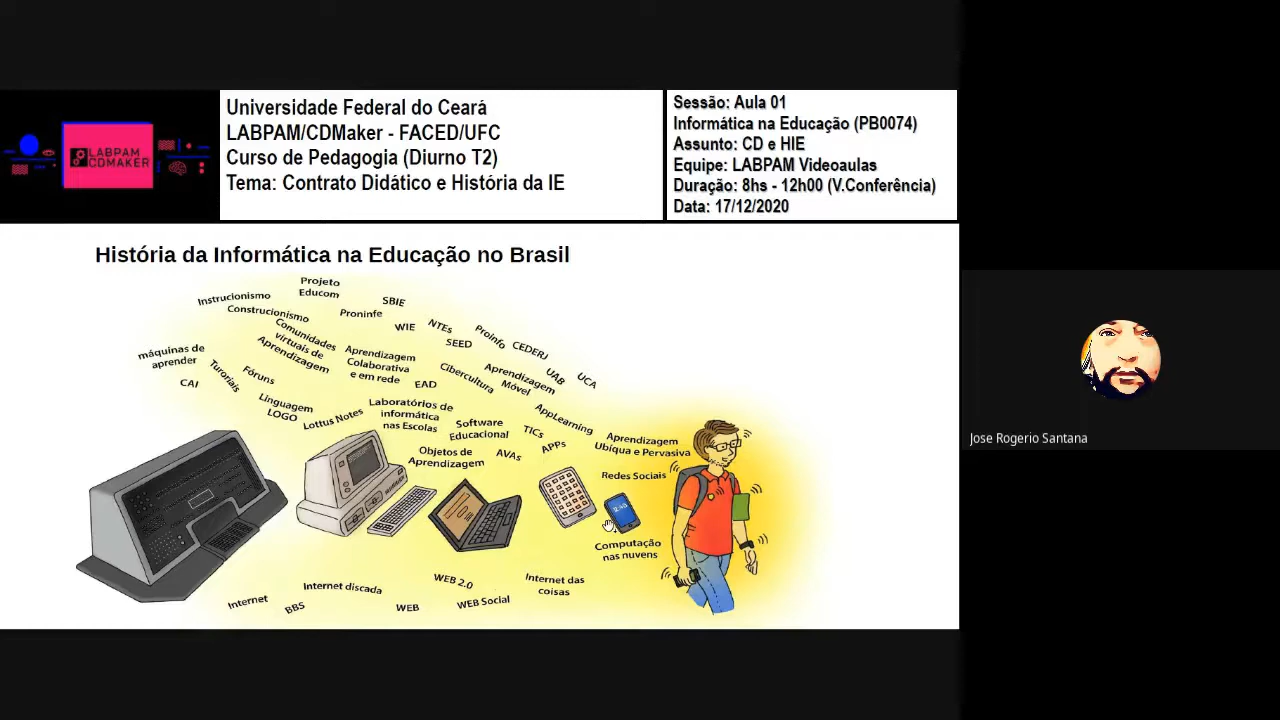 LABPAM
CDMAKER
Universidade Federal do Ceará
LABPAM/CDMaker - FACED/UFC
Curso de Pedagogia (Diurno T2)
Tema: Contrato Didático e História da IE
Sessão: Aula 01
Informática na Educação (PB0074)
Assunto: CD e HIE
Equipe: LABPAM Videoaulas
Duração: 8hs - 12h00 (V.Conferência)
Data: 17/12/2020
História da Informática na Educação no Brasil
Projeto
Educom
Instrucionismo
SBIE
Construcionismo
Proninfe
WIE
NTEs
Proinfo
SEED
CEDERJ
Comunidades
virtuais de
Aprendizagem
máquinas de
aprender
Aprendizagem
Colaborativa
e em rede
UAB
UCA
CAI
Turoriais
Fóruns
EAD
Cibercultura
Aprendizagem
Móvel
Linguagem
LOGO
Lottus Notes
Laboratórios de
informática
nas Escolas
Software
Educacional
TICs
AppLearning
Objetos de
Aprendizagem
AVAs
APPs
Aprendizagem
Ubíqua e Pervasiva
Redes Sociais
12:40
Computação
nas nuvens
Internet
BBS
Internet discada
WEB
WEB 2.0
WEB Social
Internet das
coisas
Jose Rogerio Santana